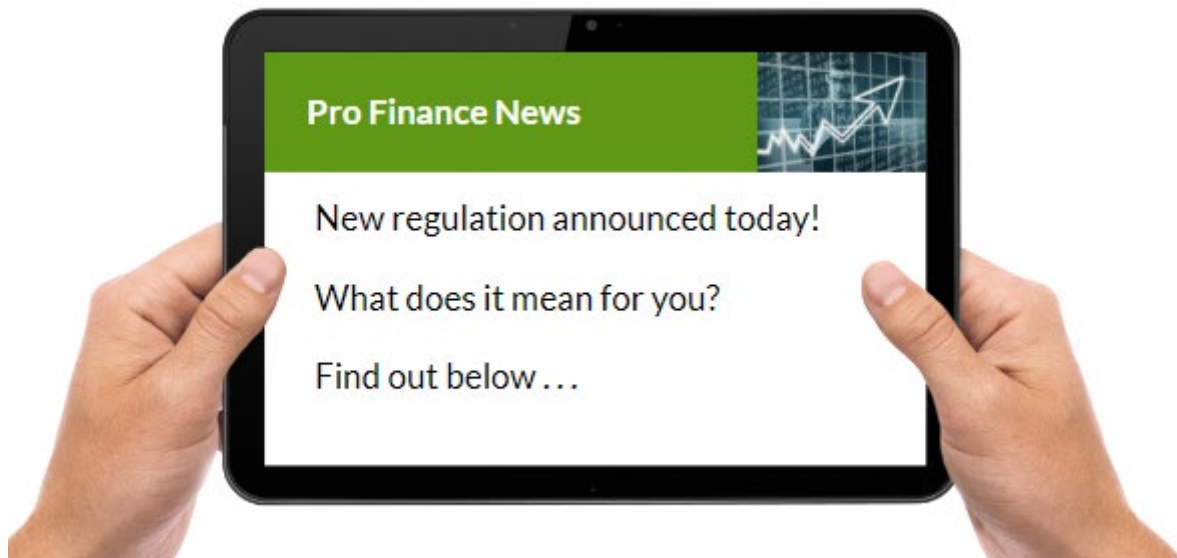 Pro Finance News
New regulation announced today!
What does it mean for you?
Find out below . . .